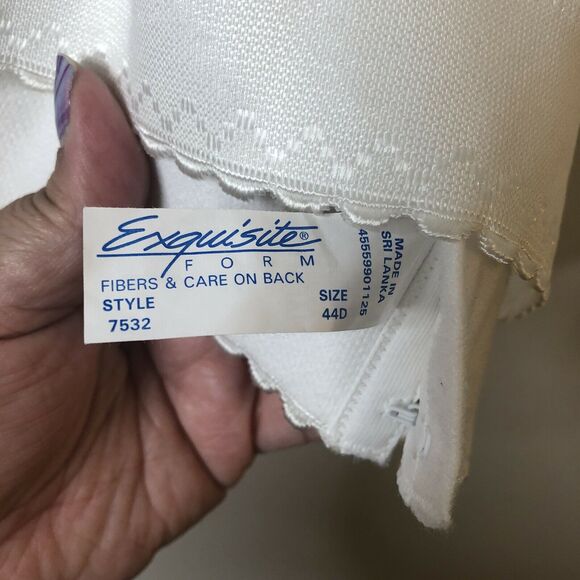 Exquisite®
FORM
FIBERS & CARE ON BACK
STYLE SIZE
7532 44D
MADE IN
SRI LANKA
45559901125